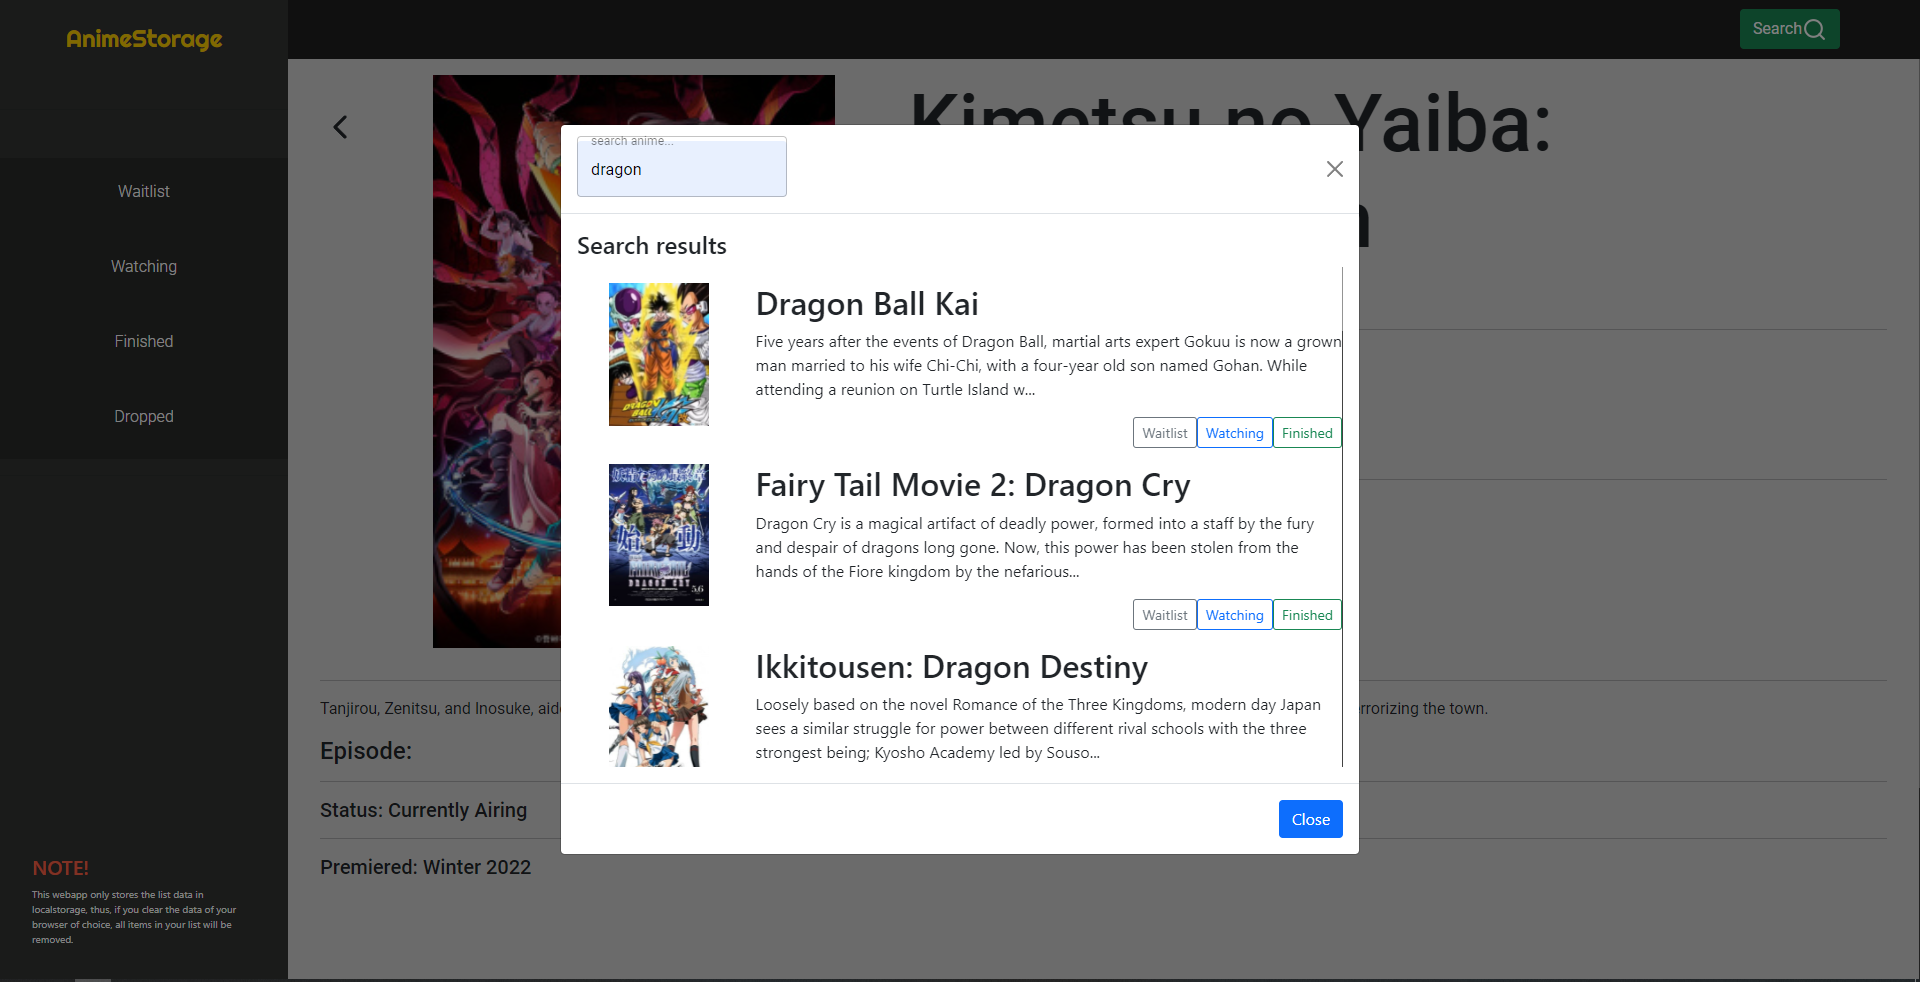 AnimeStorage
Search
Waitlist
Watching
Finished
Dropped
NOTE!
This webapp only stores the list data in
localstorage, thus, if you clear the data of your
browser of choice, all items in your list will be
removed.
Yaiba:
search anime...
dragon
Search results
Dragon Ball Kai
Five years after the events of Dragon Ball, martial arts expert Gokuu is now a grown
man married to his wife Chi-Chi, with a four-year old son named Gohan. While
attending a reunion on Turtle Island w...
Waitlist Watching Finished
Fairy Tail Movie 2: Dragon Cry
Dragon Cry is a magical artifact of deadly power, formed into a staff by the fury
and despair of dragons long gone. Now, this power has been stolen from the
hands of the Fiore kingdom by the nefarious...
Waitlist Watching Finished
Ikkitousen: Dragon Destiny
Loosely based on the novel Romance of the Three Kingdoms, modern day Japan
sees a similar struggle for power between different rival schools with the three
strongest being; Kyosho Academy led by Souso...
Close
Tanjirou, Zenitsu, and Inosuke, aid
rrorizing the town.
Episode:
Status: Currently Airing
Premiered: Winter 2022